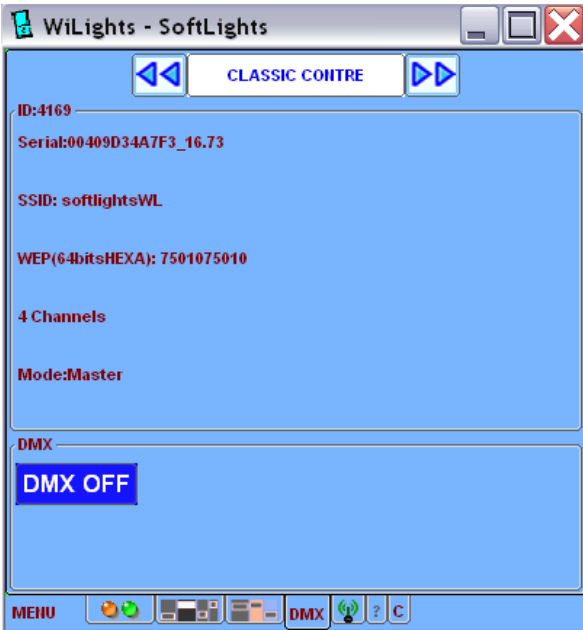 WiLights - SoftLights
CLASSIC CONTRE
ID:4169
Serial:00409D34A7F3_16.73
SSID: softlightsWL
WEP(64bitsHEXA): 7501075010
4 Channels
Mode:Master
DMX
DMX OFF
MENU DMX ? C